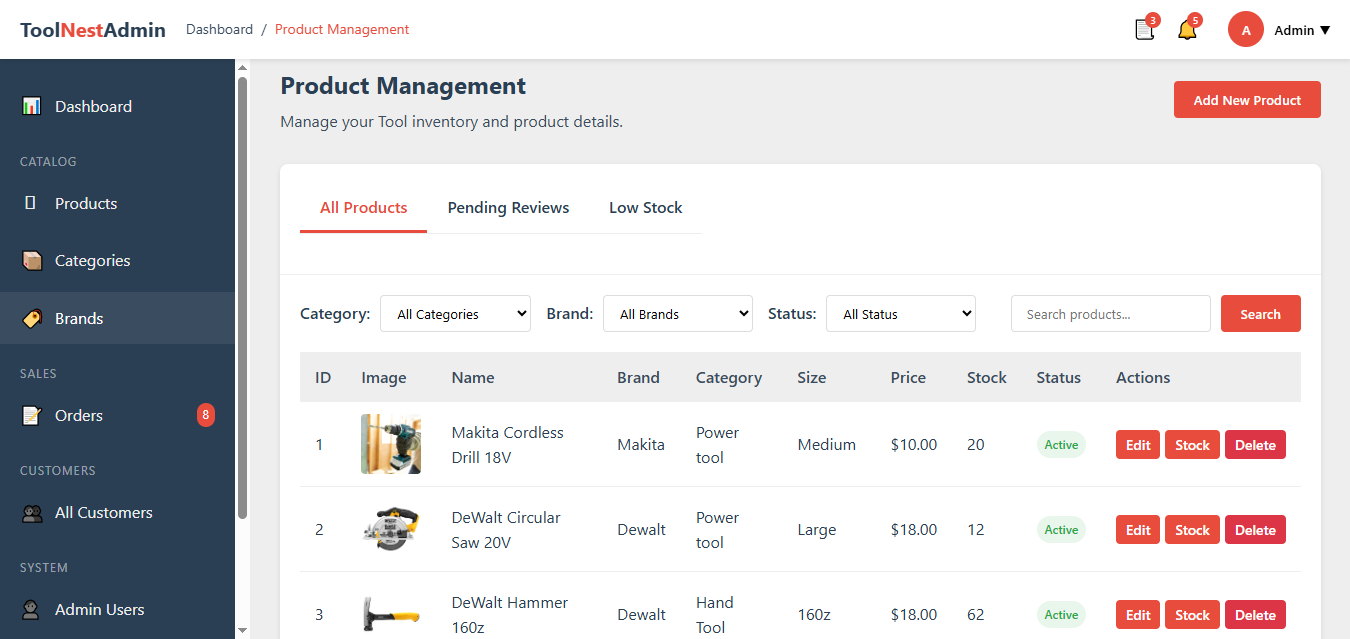 ToolNestAdmin Dashboard / Product Management 3 5 A Admin ▼
Dashboard
CATALOG
Products
Categories
Brands
SALES
Orders 8
CUSTOMERS
All Customers
SYSTEM
Admin Users
Product Management
Manage your Tool inventory and product details.
Add New Product
All Products Pending Reviews Low Stock
Category: All Categories Brand: All Brands Status: All Status Search products... Search
ID Image Name Brand Category Size Price Stock Status Actions
1 Makita Cordless Drill 18V Makita Power tool Medium $10.00 20 Active Edit Stock Delete
2 DeWalt Circular Saw 20V Dewalt Power tool Large $18.00 12 Active Edit Stock Delete
3 DeWalt Hammer 160z Dewalt Hand Tool 160z $18.00 62 Active Edit Stock Delete